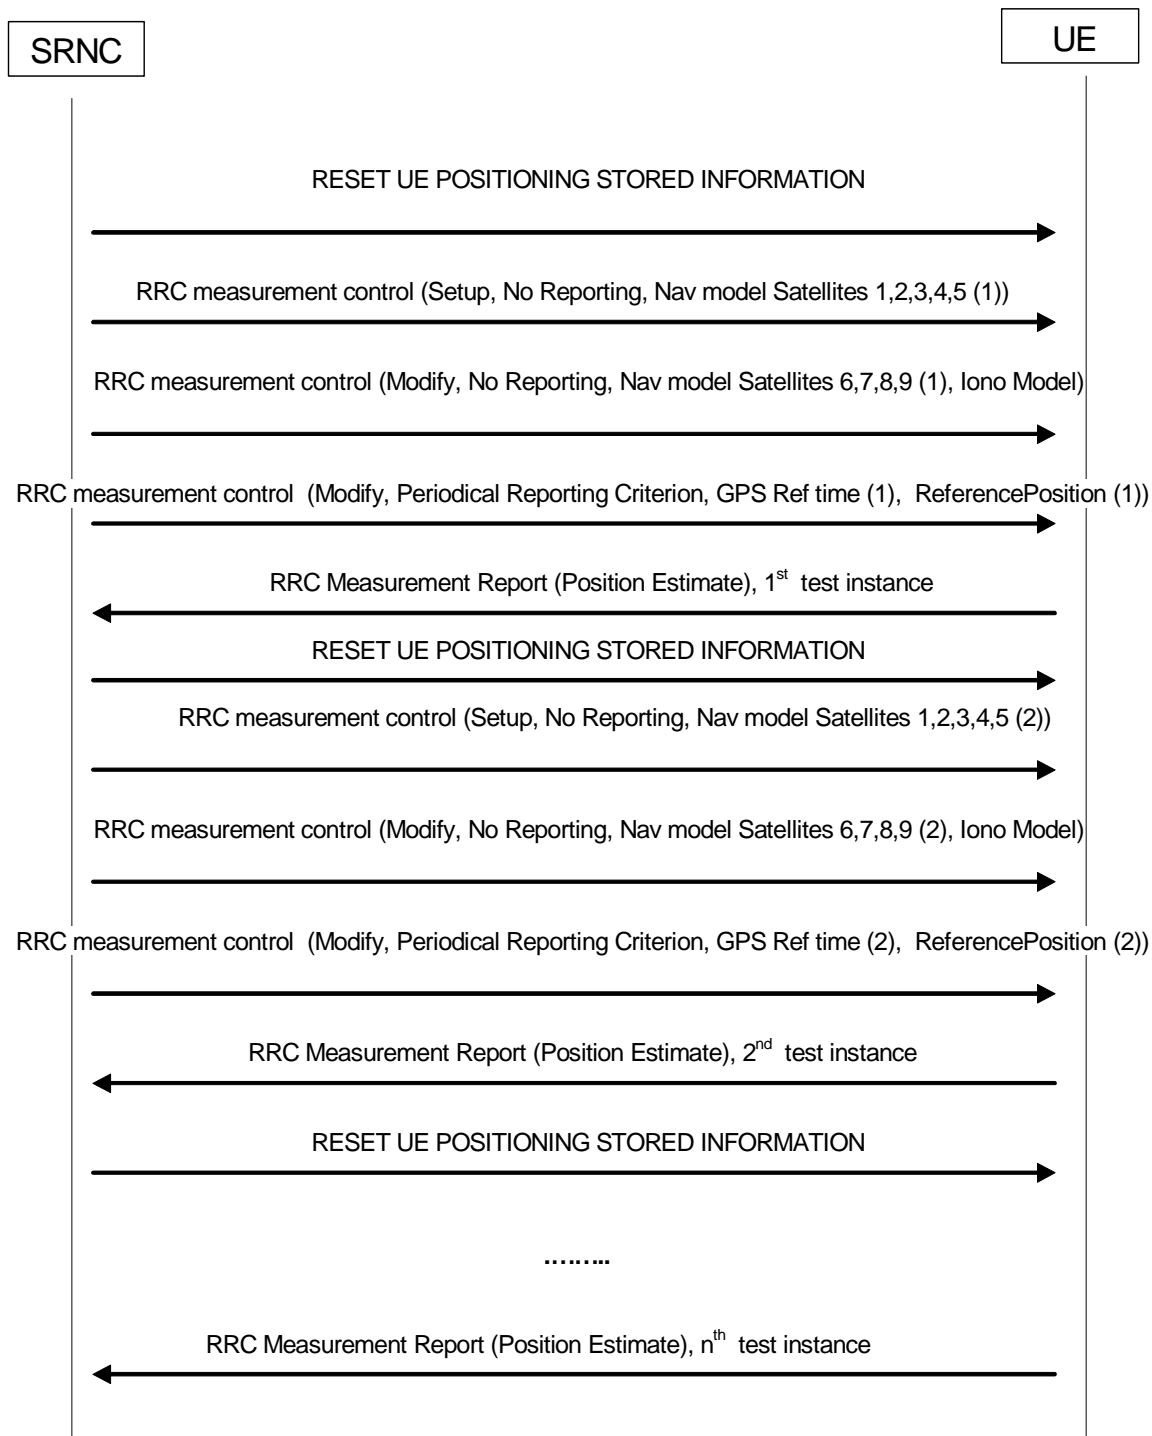 SRNC
UE
RESET UE POSITIONING STORED INFORMATION
RRC measurement control (Setup, No Reporting, Nav model Satellites 1,2,3,4,5 (1))
RRC measurement control (Modify, No Reporting, Nav model Satellites 6,7,8,9 (1), Iono Model)
RRC measurement control (Modify, Periodical Reporting Criterion, GPS Ref time (1), ReferencePosition (1))
RRC Measurement Report (Position Estimate), 1st test instance
RESET UE POSITIONING STORED INFORMATION
RRC measurement control (Setup, No Reporting, Nav model Satellites 1,2,3,4,5 (2))
RRC measurement control (Modify, No Reporting, Nav model Satellites 6,7,8,9 (2), Iono Model)
RRC measurement control (Modify, Periodical Reporting Criterion, GPS Ref time (2), ReferencePosition (2))
RRC Measurement Report (Position Estimate), 2nd test instance
RESET UE POSITIONING STORED INFORMATION
.........
RRC Measurement Report (Position Estimate), nth test instance